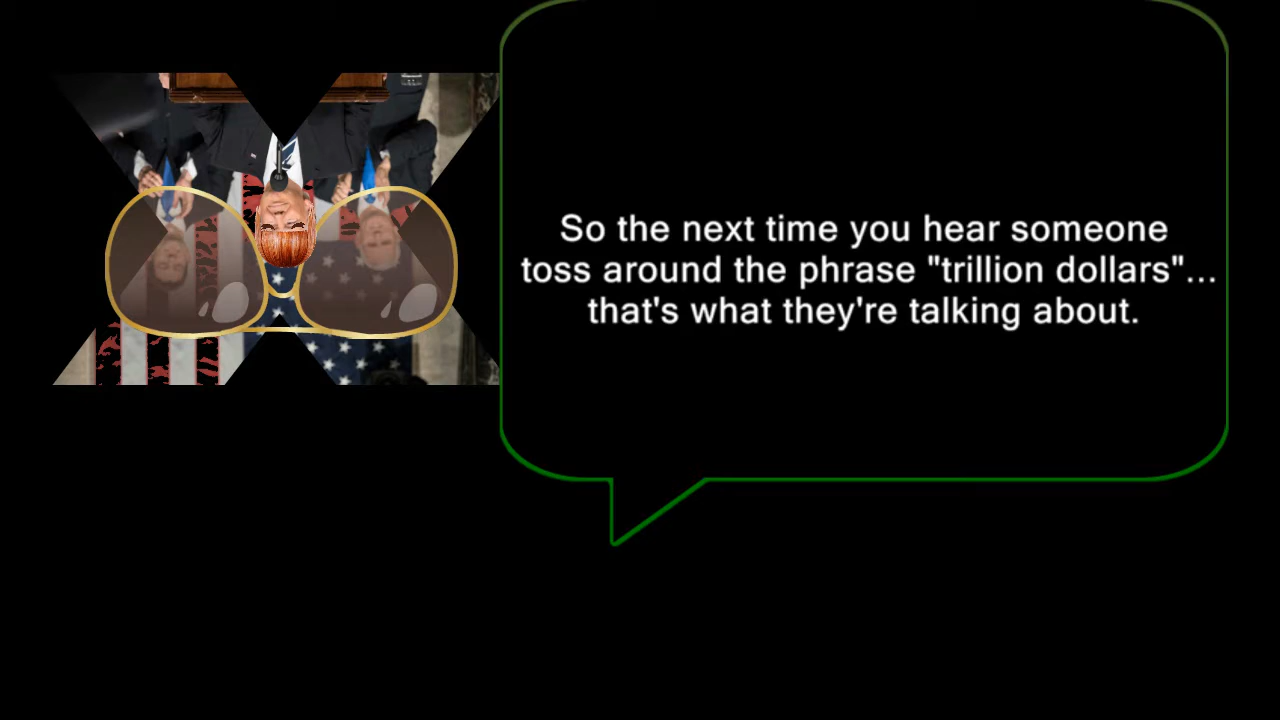 So the next time you hear someone
toss around the phrase "trillion dollars"...
that's what they're talking about.